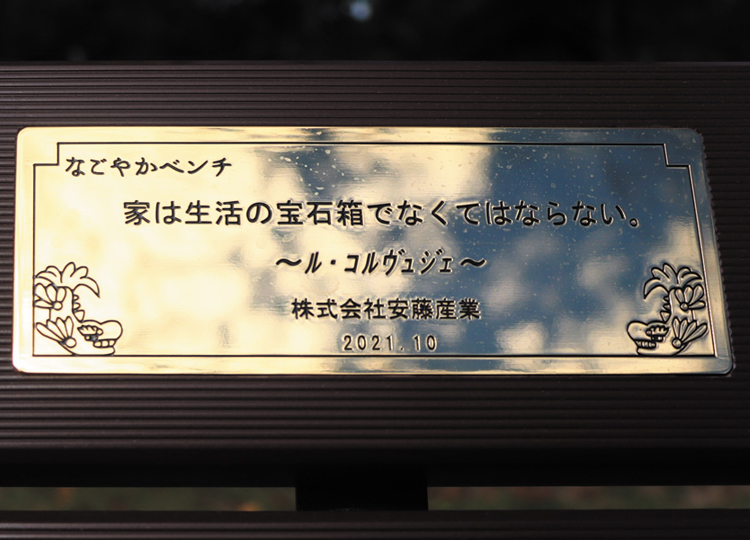 なごやかベンチ
家は生活の宝石箱でなくてはならない。
～ル・コルヴュジェ～
株式会社安藤産業
2021.10